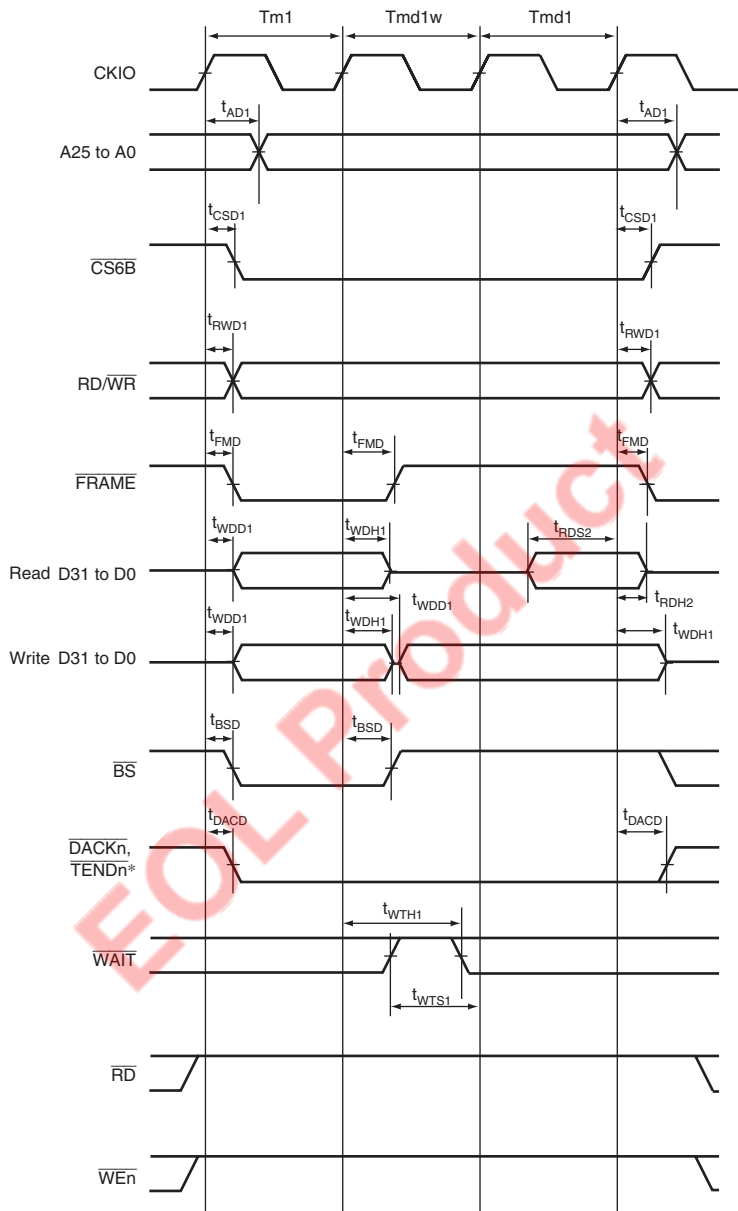 Tm1 Tmd1w Tmd1
CKIO
tAD1 tAD1
A25 to A0
tCSD1 tCSD1
CS6B
tRWD1 tRWD1
RD/WR
tFMD tFMD tFMD
FRAME
tWDD1 tWDH1 tRDS2
Read D31 to D0
tWDD1 tRDH2
tWDD1 tWDH1 tWDH1
Write D31 to D0
tBSD tBSD
BS
tDACD tDACD
DACKn,
TENDn*
tWTH1
WAIT
tWTS1
RD
WEn
EOL Product